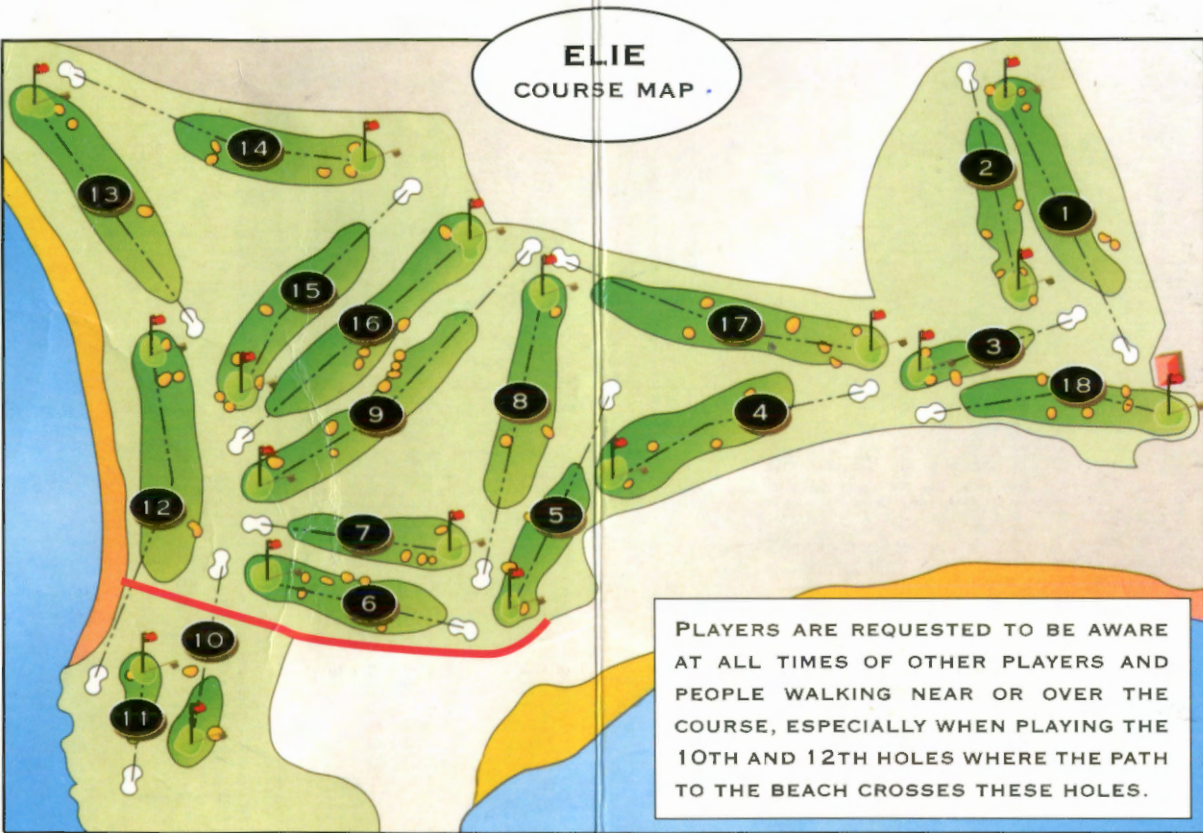 ELIE
COURSE MAP
14
13
2
1
15
16
17
3
18
9
8
4
12
7
5
6
10
11
PLAYERS ARE REQUESTED TO BE AWARE
AT ALL TIMES OF OTHER PLAYERS AND
PEOPLE WALKING NEAR OR OVER THE
COURSE, ESPECIALLY WHEN PLAYING THE
10TH AND 12TH HOLES WHERE THE PATH
TO THE BEACH CROSSES THESE HOLES.